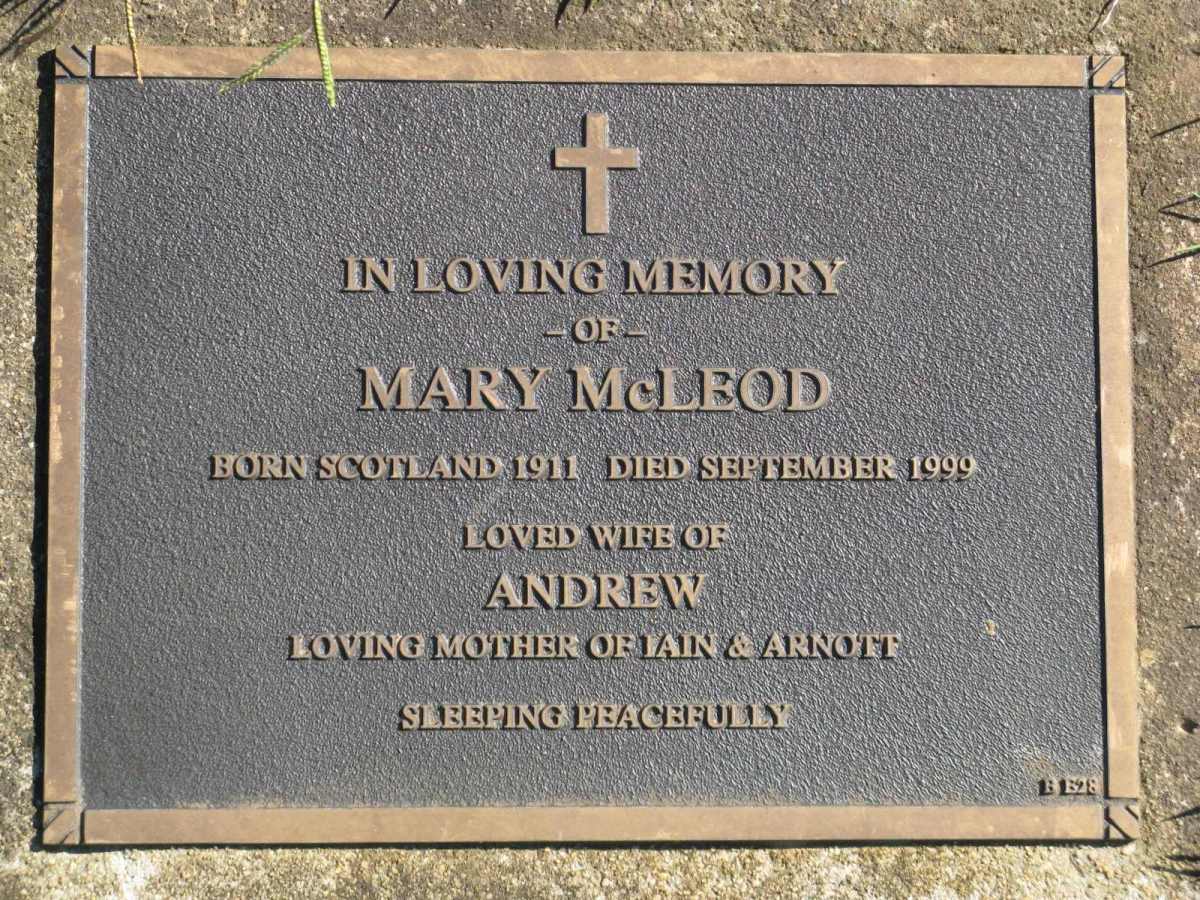 IN LOVING MEMORY
– OF –
MARY McLEOD
BORN SCOTLAND 1911 DIED SEPTEMBER 1999
LOVED WIFE OF
ANDREW
LOVING MOTHER OF IAIN & ARNOTT
SLEEPING PEACEFULLY
E E28